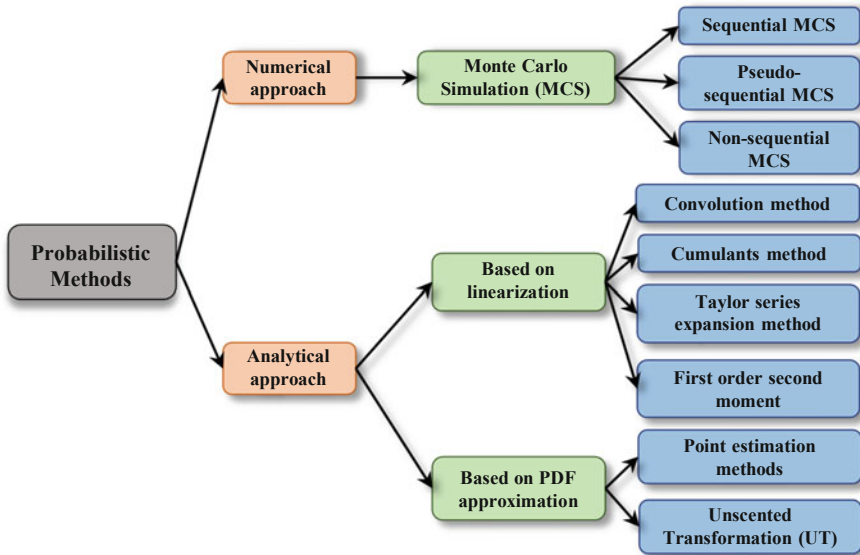 Probabilistic
Methods
Numerical
approach
Monte Carlo
Simulation (MCS)
Sequential MCS
Pseudo-
sequential MCS
Non-sequential
MCS
Analytical
approach
Based on
linearization
Convolution method
Cumulants method
Taylor series
expansion method
First order second
moment
Based on PDF
approximation
Point estimation
methods
Unscented
Transformation (UT)